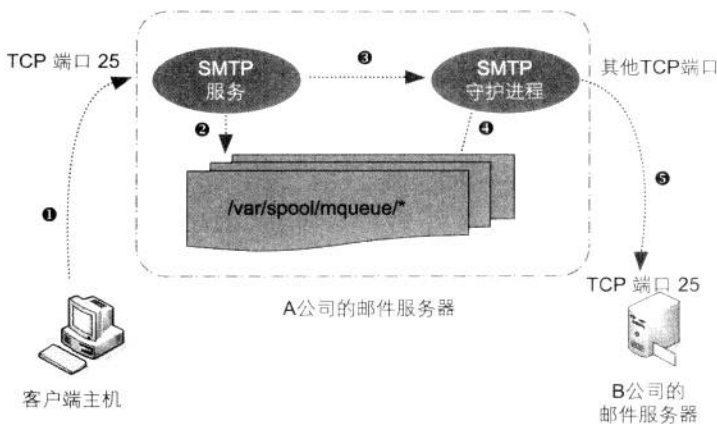 TCP 端口 25
SMTP
服务
❸
SMTP
守护进程
其他TCP端口
❷
❹
❶
/var/spool/mqueue/*
❺
TCP 端口 25
A公司的邮件服务器
客户端主机
B公司的
邮件服务器